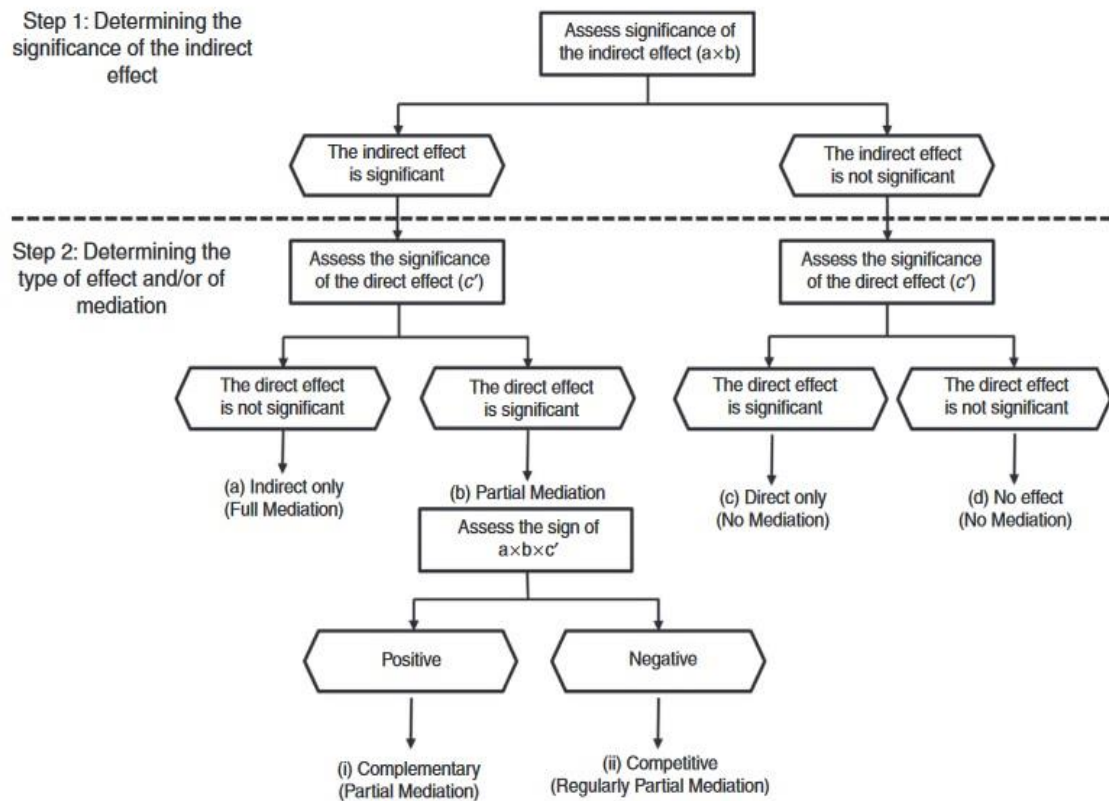 Step 1: Determining the
significance of the indirect
effect
Assess significance of
the indirect effect (a×b)
The indirect effect
is significant
The indirect effect
is not significant
Step 2: Determining the
type of effect and/or of
mediation
Assess the significance
of the direct effect (c′)
Assess the significance
of the direct effect (c′)
The direct effect
is not significant
The direct effect
is significant
The direct effect
is significant
The direct effect
is not significant
(a) Indirect only
(Full Mediation)
(b) Partial Mediation
(c) Direct only
(No Mediation)
(d) No effect
(No Mediation)
Assess the sign of
a×b×c′
Positive
Negative
(i) Complementary
(Partial Mediation)
(ii) Competitive
(Regularly Partial Mediation)